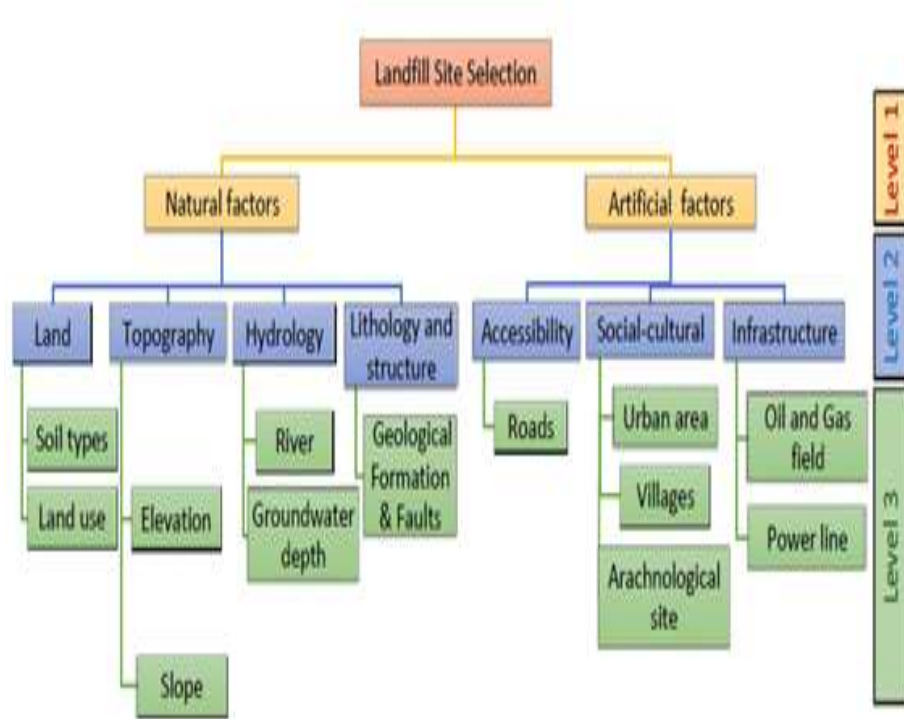 Landfill Site Selection
Level 1
Natural factors
Artificial factors
Level 2
Land
Topography
Hydrology
Lithology and
structure
Accessibility
Social-cultural
Infrastructure
Level 3
Soil types
Land use
Elevation
Slope
River
Groundwater
depth
Geological
Formation
& Faults
Roads
Urban area
Villages
Arachnological
site
Oil and Gas
field
Power line